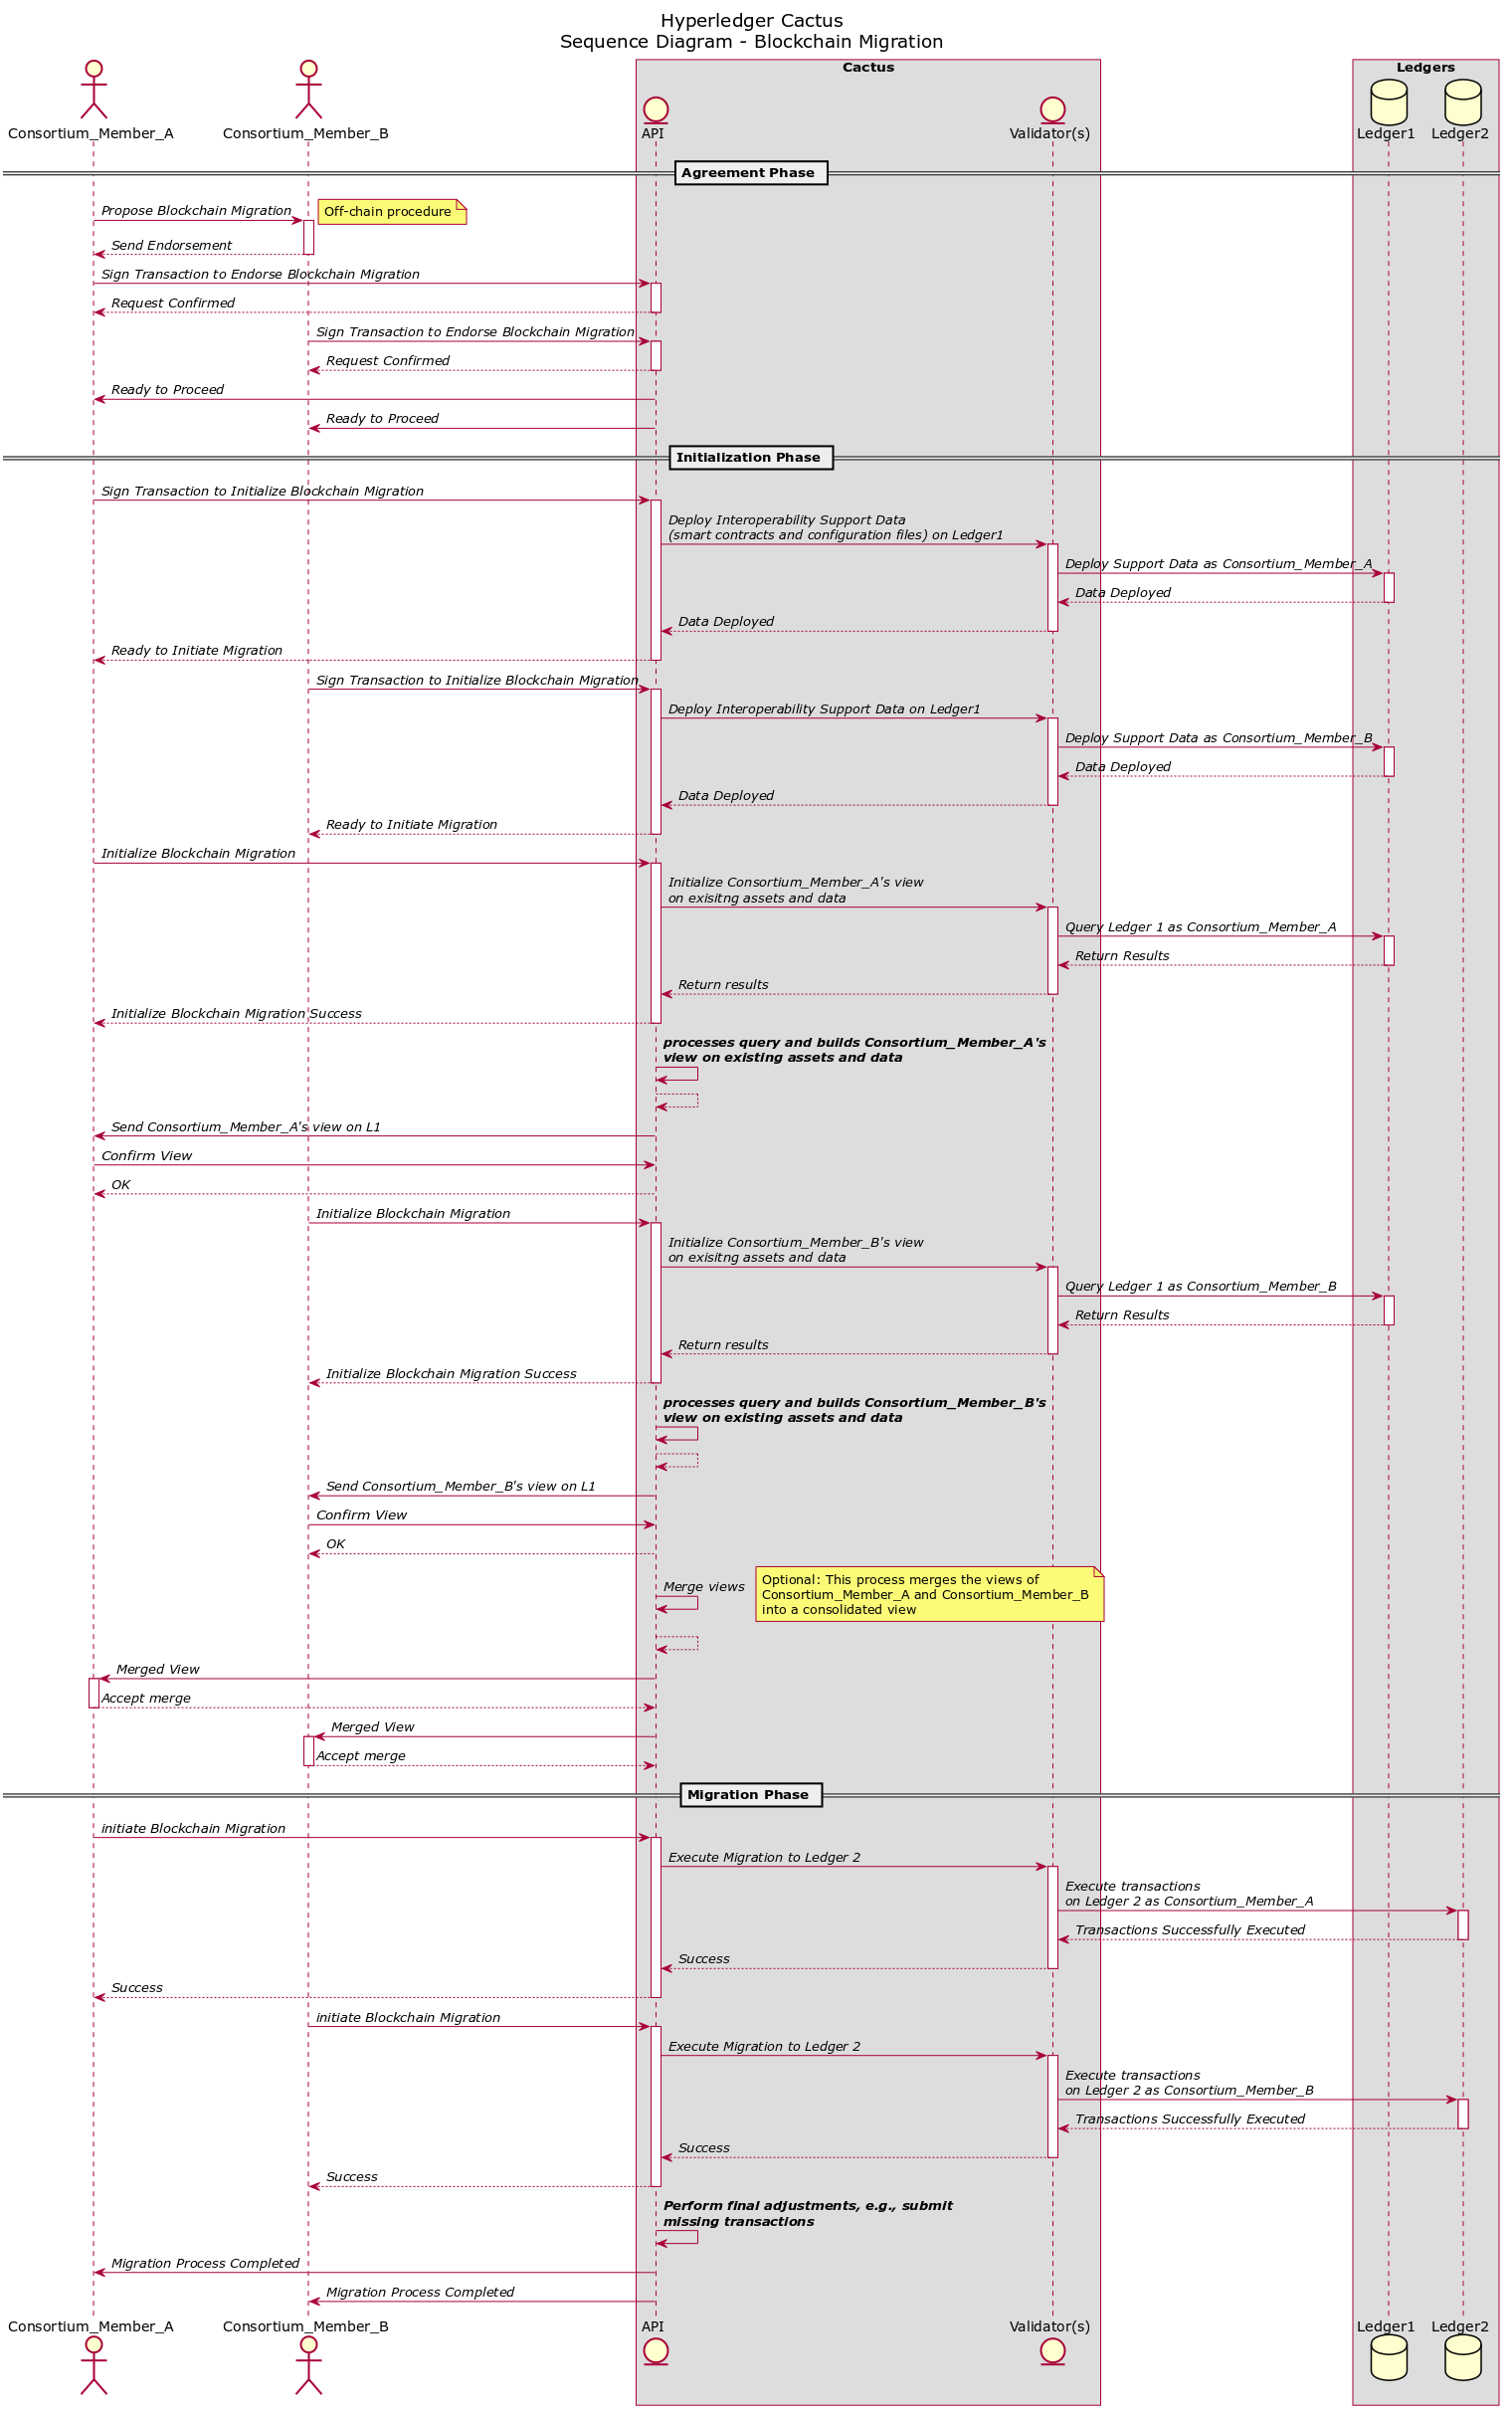 Hyperledger Cactus
Sequence Diagram - Blockchain Migration
Cactus
Ledgers
Consortium_Member_A
Consortium_Member_B
API
Validator(s)
Ledger1
Ledger2
Agreement Phase
Propose Blockchain Migration
Off-chain procedure
Send Endorsement
Sign Transaction to Endorse Blockchain Migration
Request Confirmed
Sign Transaction to Endorse Blockchain Migration
Request Confirmed
Ready to Proceed
Ready to Proceed
Initialization Phase
Sign Transaction to Initialize Blockchain Migration
Deploy Interoperability Support Data
(smart contracts and configuration files) on Ledger1
Deploy Support Data as Consortium_Member_A
Data Deployed
Data Deployed
Ready to Initiate Migration
Sign Transaction to Initialize Blockchain Migration
Deploy Interoperability Support Data on Ledger1
Deploy Support Data as Consortium_Member_B
Data Deployed
Data Deployed
Ready to Initiate Migration
Initialize Blockchain Migration
Initialize Consortium_Member_A's view
on exisitng assets and data
Query Ledger 1 as Consortium_Member_A
Return Results
Return results
Initialize Blockchain Migration Success
processes query and builds Consortium_Member_A's
view on existing assets and data
Send Consortium_Member_A's view on L1
Confirm View
OK
Initialize Blockchain Migration
Initialize Consortium_Member_B's view
on exisitng assets and data
Query Ledger 1 as Consortium_Member_B
Return Results
Return results
Initialize Blockchain Migration Success
processes query and builds Consortium_Member_B's
view on existing assets and data
Send Consortium_Member_B's view on L1
Confirm View
OK
Merge views
Optional: This process merges the views of
Consortium_Member_A and Consortium_Member_B
into a consolidated view
Merged View
Accept merge
Merged View
Accept merge
Migration Phase
initiate Blockchain Migration
Execute Migration to Ledger 2
Execute transactions
on Ledger 2 as Consortium_Member_A
Transactions Successfully Executed
Success
Success
initiate Blockchain Migration
Execute Migration to Ledger 2
Execute transactions
on Ledger 2 as Consortium_Member_B
Transactions Successfully Executed
Success
Success
Perform final adjustments, e.g., submit
missing transactions
Migration Process Completed
Migration Process Completed
Consortium_Member_A
Consortium_Member_B
API
Validator(s)
Ledger1
Ledger2